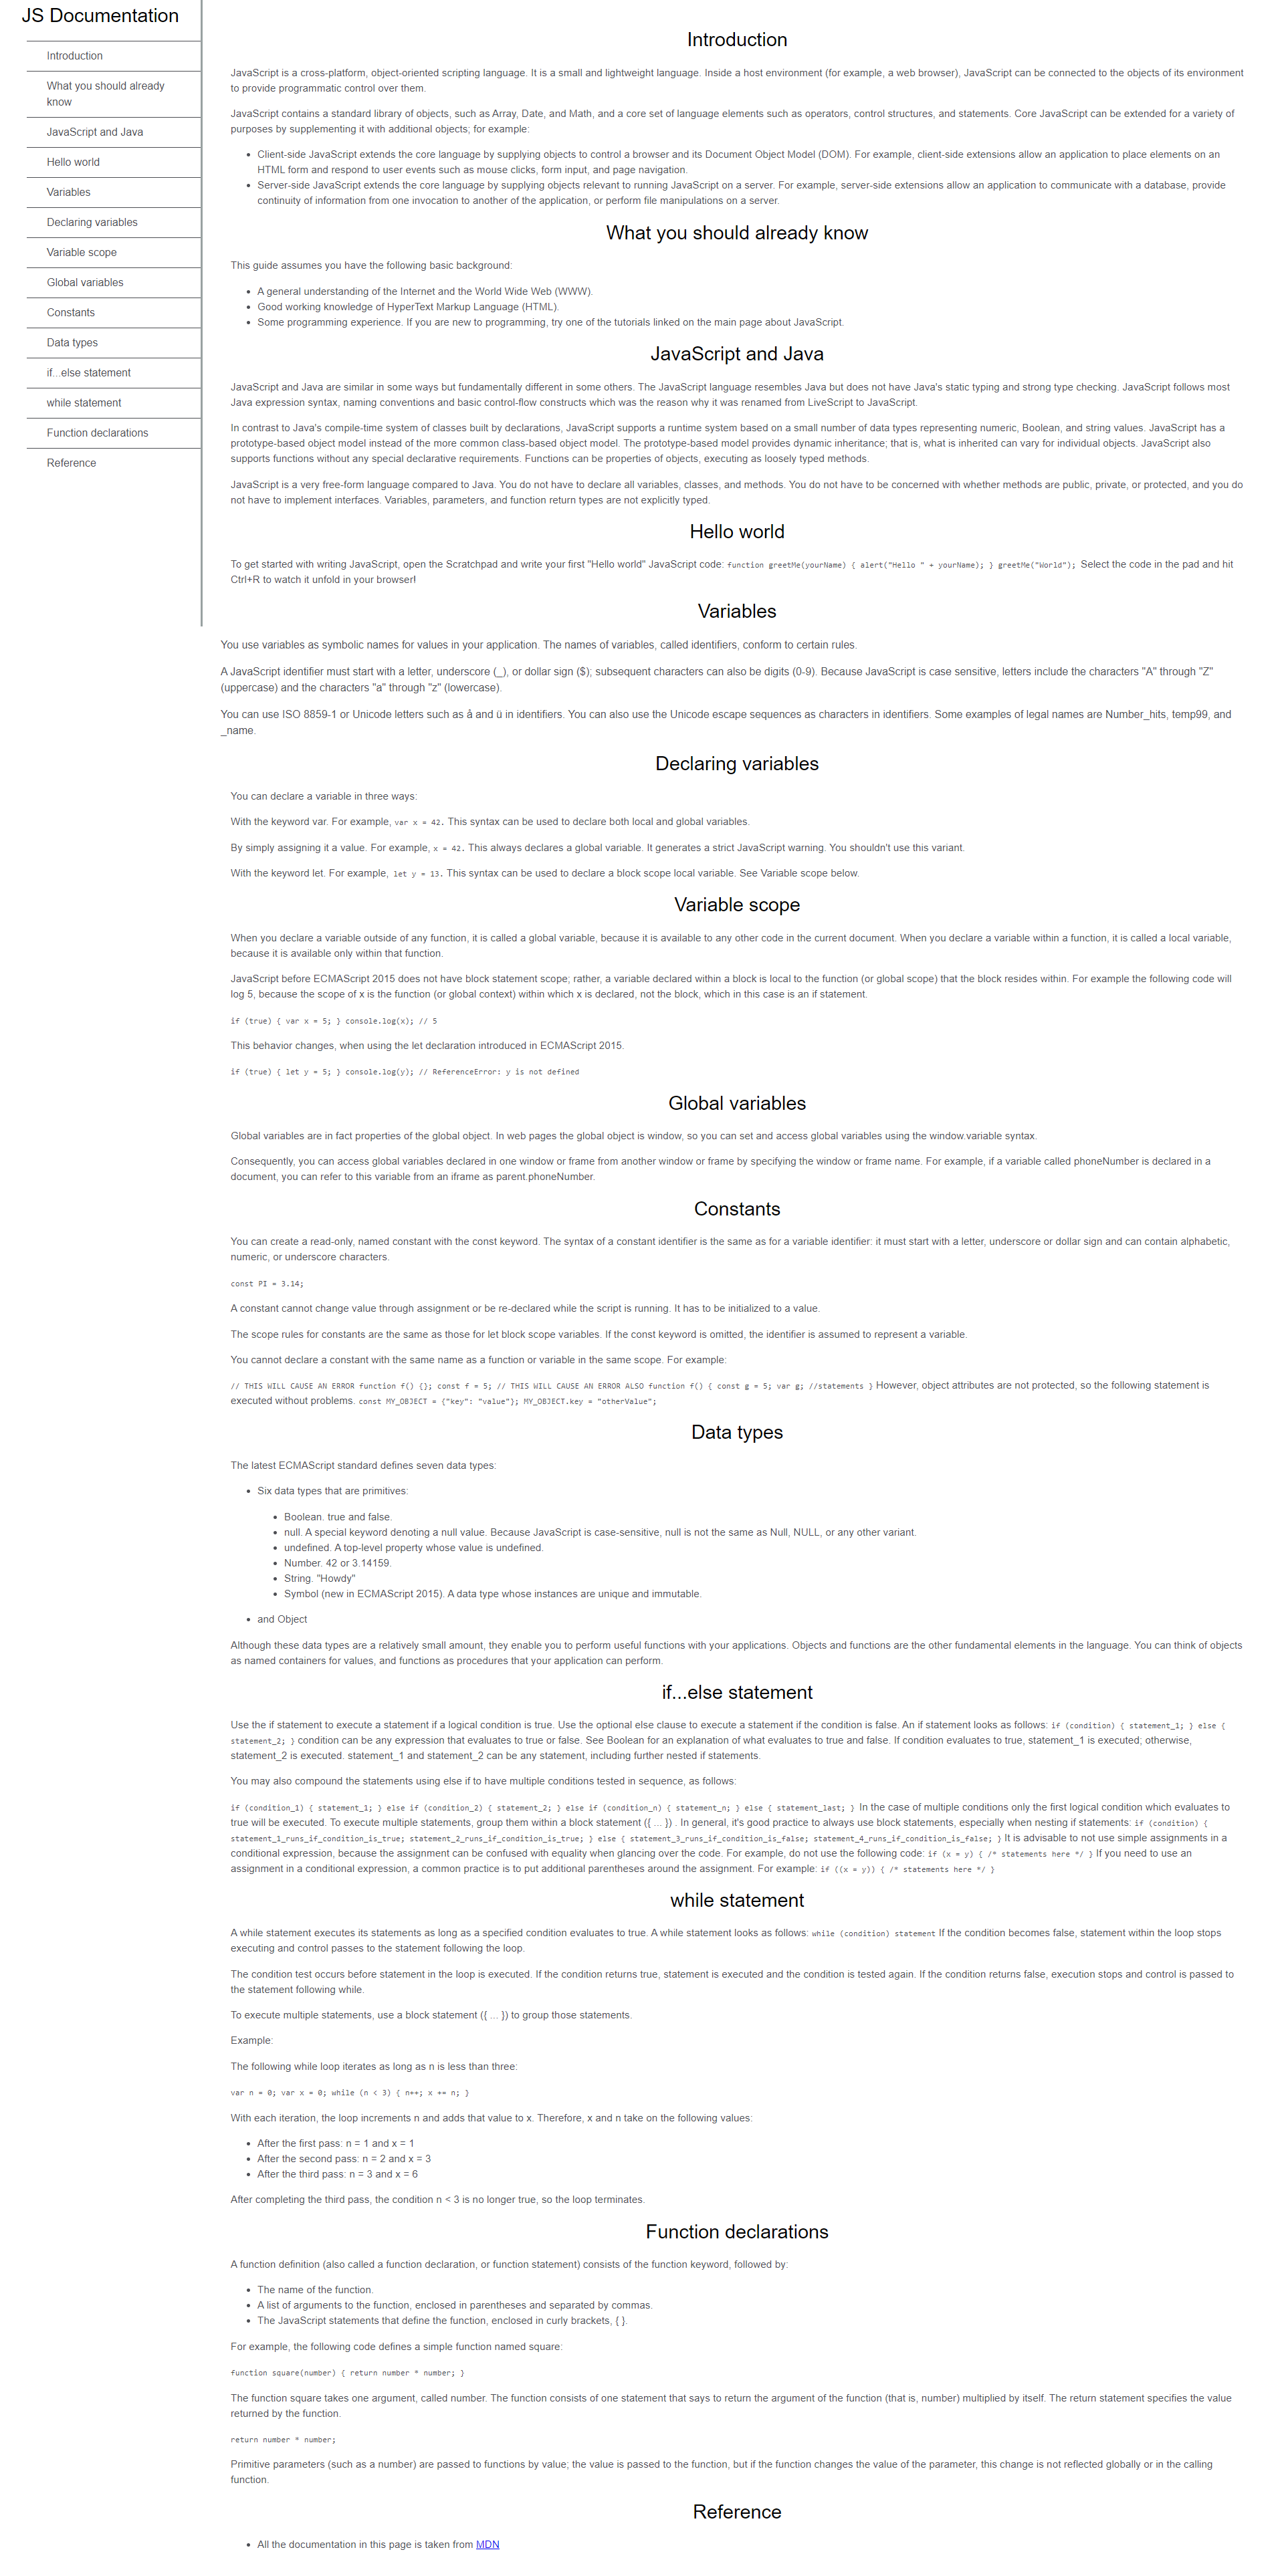 JS Documentation
Introduction
What you should already
know
JavaScript and Java
Hello world
Variables
Declaring variables
Variable scope
Global variables
Constants
Data types
if...else statement
while statement
Function declarations
Reference
Introduction
JavaScript is a cross-platform, object-oriented scripting language. It is a small and lightweight language. Inside a host environment (for example, a web browser), JavaScript can be connected to the objects of its environment
to provide programmatic control over them.
JavaScript contains a standard library of objects, such as Array, Date, and Math, and a core set of language elements such as operators, control structures, and statements. Core JavaScript can be extended for a variety of
purposes by supplementing it with additional objects; for example:
• Client-side JavaScript extends the core language by supplying objects to control a browser and its Document Object Model (DOM). For example, client-side extensions allow an application to place elements on an
HTML form and respond to user events such as mouse clicks, form input, and page navigation.
• Server-side JavaScript extends the core language by supplying objects relevant to running JavaScript on a server. For example, server-side extensions allow an application to communicate with a database, provide
continuity of information from one invocation to another of the application, or perform file manipulations on a server.
What you should already know
This guide assumes you have the following basic background:
• A general understanding of the Internet and the World Wide Web (WWW).
• Good working knowledge of HyperText Markup Language (HTML).
• Some programming experience. If you are new to programming, try one of the tutorials linked on the main page about JavaScript.
JavaScript and Java
JavaScript and Java are similar in some ways but fundamentally different in some others. The JavaScript language resembles Java but does not have Java's static typing and strong type checking. JavaScript follows most
Java expression syntax, naming conventions and basic control-flow constructs which was the reason why it was renamed from LiveScript to JavaScript.
In contrast to Java's compile-time system of classes built by declarations, JavaScript supports a runtime system based on a small number of data types representing numeric, Boolean, and string values. JavaScript has a
prototype-based object model instead of the more common class-based object model. The prototype-based model provides dynamic inheritance; that is, what is inherited can vary for individual objects. JavaScript also
supports functions without any special declarative requirements. Functions can be properties of objects, executing as loosely typed methods.
JavaScript is a very free-form language compared to Java. You do not have to declare all variables, classes, and methods. You do not have to be concerned with whether methods are public, private, or protected, and you do
not have to implement interfaces. Variables, parameters, and function return types are not explicitly typed.
Hello world
To get started with writing JavaScript, open the Scratchpad and write your first "Hello world" JavaScript code: function greetMe(yourName) { alert("Hello " + yourName); } greetMe("World"); Select the code in the pad and hit
Ctrl+R to watch it unfold in your browser!
Variables
You use variables as symbolic names for values in your application. The names of variables, called identifiers, conform to certain rules.
A JavaScript identifier must start with a letter, underscore (_), or dollar sign ($); subsequent characters can also be digits (0-9). Because JavaScript is case sensitive, letters include the characters "A" through "Z"
(uppercase) and the characters "a" through "z" (lowercase).
You can use ISO 8859-1 or Unicode letters such as å and ü in identifiers. You can also use the Unicode escape sequences as characters in identifiers. Some examples of legal names are Number_hits, temp99, and
_name.
Declaring variables
You can declare a variable in three ways:
With the keyword var. For example, var x = 42. This syntax can be used to declare both local and global variables.
By simply assigning it a value. For example, x = 42. This always declares a global variable. It generates a strict JavaScript warning. You shouldn't use this variant.
With the keyword let. For example, let y = 13. This syntax can be used to declare a block scope local variable. See Variable scope below.
Variable scope
When you declare a variable outside of any function, it is called a global variable, because it is available to any other code in the current document. When you declare a variable within a function, it is called a local variable,
because it is available only within that function.
JavaScript before ECMAScript 2015 does not have block statement scope; rather, a variable declared within a block is local to the function (or global scope) that the block resides within. For example the following code will
log 5, because the scope of x is the function (or global context) within which x is declared, not the block, which in this case is an if statement.
if (true) { var x = 5; } console.log(x); // 5
This behavior changes, when using the let declaration introduced in ECMAScript 2015.
if (true) { let y = 5; } console.log(y); // ReferenceError: y is not defined
Global variables
Global variables are in fact properties of the global object. In web pages the global object is window, so you can set and access global variables using the window.variable syntax.
Consequently, you can access global variables declared in one window or frame from another window or frame by specifying the window or frame name. For example, if a variable called phoneNumber is declared in a
document, you can refer to this variable from an iframe as parent.phoneNumber.
Constants
You can create a read-only, named constant with the const keyword. The syntax of a constant identifier is the same as for a variable identifier: it must start with a letter, underscore or dollar sign and can contain alphabetic,
numeric, or underscore characters.
const PI = 3.14;
A constant cannot change value through assignment or be re-declared while the script is running. It has to be initialized to a value.
The scope rules for constants are the same as those for let block scope variables. If the const keyword is omitted, the identifier is assumed to represent a variable.
You cannot declare a constant with the same name as a function or variable in the same scope. For example:
// THIS WILL CAUSE AN ERROR function f() {}; const f = 5; // THIS WILL CAUSE AN ERROR ALSO function f() { const g = 5; var g; //statements } However, object attributes are not protected, so the following statement is
executed without problems. const MY_OBJECT = {"key": "value"}; MY_OBJECT.key = "otherValue";
Data types
The latest ECMAScript standard defines seven data types:
• Six data types that are primitives:
• Boolean. true and false.
• null. A special keyword denoting a null value. Because JavaScript is case-sensitive, null is not the same as Null, NULL, or any other variant.
• undefined. A top-level property whose value is undefined.
• Number. 42 or 3.14159.
• String. "Howdy"
• Symbol (new in ECMAScript 2015). A data type whose instances are unique and immutable.
• and Object
Although these data types are a relatively small amount, they enable you to perform useful functions with your applications. Objects and functions are the other fundamental elements in the language. You can think of objects
as named containers for values, and functions as procedures that your application can perform.
if...else statement
Use the if statement to execute a statement if a logical condition is true. Use the optional else clause to execute a statement if the condition is false. An if statement looks as follows: if (condition) { statement_1; } else {
statement_2; } condition can be any expression that evaluates to true or false. See Boolean for an explanation of what evaluates to true and false. If condition evaluates to true, statement_1 is executed; otherwise,
statement_2 is executed. statement_1 and statement_2 can be any statement, including further nested if statements.
You may also compound the statements using else if to have multiple conditions tested in sequence, as follows:
if (condition_1) { statement_1; } else if (condition_2) { statement_2; } else if (condition_n) { statement_n; } else { statement_last; } In the case of multiple conditions only the first logical condition which evaluates to
true will be executed. To execute multiple statements, group them within a block statement ({ ... }) . In general, it's good practice to always use block statements, especially when nesting if statements: if (condition) {
statement_1_runs_if_condition_is_true; statement_2_runs_if_condition_is_true; } else { statement_3_runs_if_condition_is_false; statement_4_runs_if_condition_is_false; } It is advisable to not use simple assignments in a
conditional expression, because the assignment can be confused with equality when glancing over the code. For example, do not use the following code: if (x = y) { /* statements here */ } If you need to use an
assignment in a conditional expression, a common practice is to put additional parentheses around the assignment. For example: if ((x = y)) { /* statements here */ }
while statement
A while statement executes its statements as long as a specified condition evaluates to true. A while statement looks as follows: while (condition) statement If the condition becomes false, statement within the loop stops
executing and control passes to the statement following the loop.
The condition test occurs before statement in the loop is executed. If the condition returns true, statement is executed and the condition is tested again. If the condition returns false, execution stops and control is passed to
the statement following while.
To execute multiple statements, use a block statement ({ ... }) to group those statements.
Example:
The following while loop iterates as long as n is less than three:
var n = 0; var x = 0; while (n < 3) { n++; x += n; }
With each iteration, the loop increments n and adds that value to x. Therefore, x and n take on the following values:
• After the first pass: n = 1 and x = 1
• After the second pass: n = 2 and x = 3
• After the third pass: n = 3 and x = 6
After completing the third pass, the condition n < 3 is no longer true, so the loop terminates.
Function declarations
A function definition (also called a function declaration, or function statement) consists of the function keyword, followed by:
• The name of the function.
• A list of arguments to the function, enclosed in parentheses and separated by commas.
• The JavaScript statements that define the function, enclosed in curly brackets, { }.
For example, the following code defines a simple function named square:
function square(number) { return number * number; }
The function square takes one argument, called number. The function consists of one statement that says to return the argument of the function (that is, number) multiplied by itself. The return statement specifies the value
returned by the function.
return number * number;
Primitive parameters (such as a number) are passed to functions by value; the value is passed to the function, but if the function changes the value of the parameter, this change is not reflected globally or in the calling
function.
Reference
• All the documentation in this page is taken from MDN